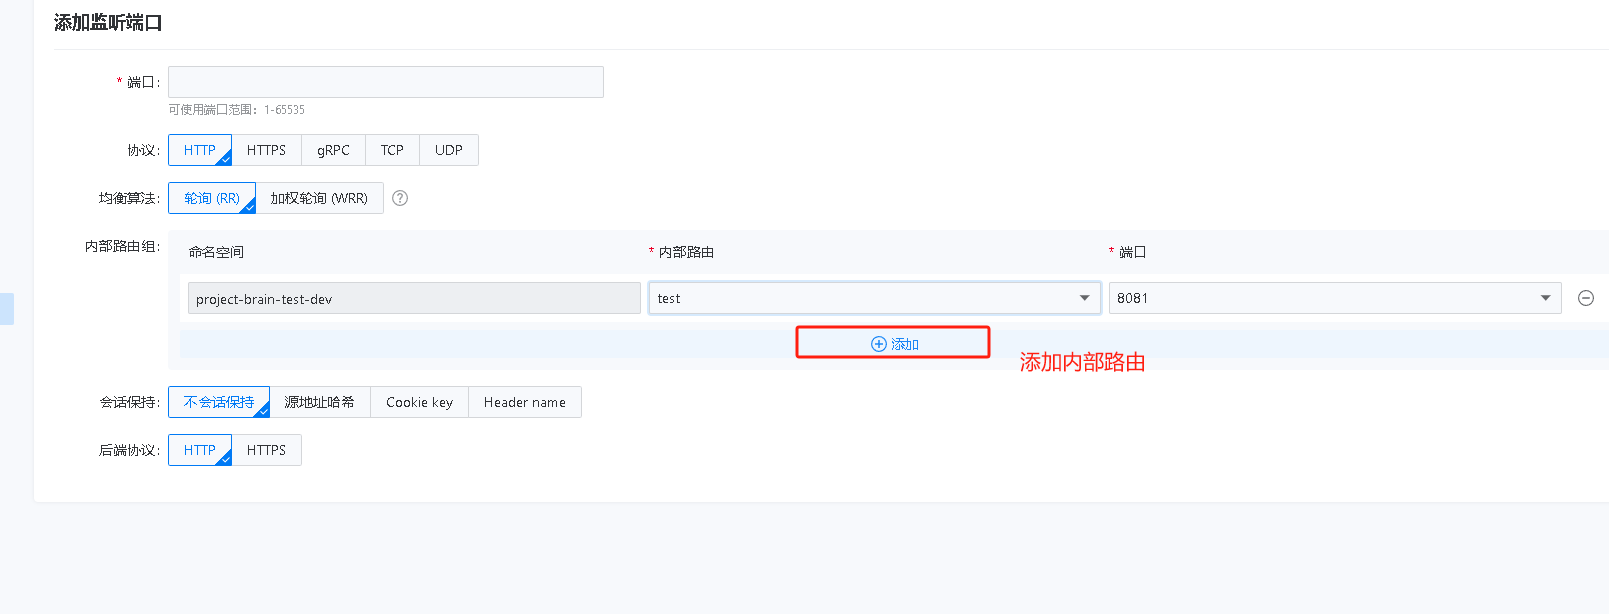 添加监听端口
* 端口:
可使用端口范围：1-65535
协议: HTTP HTTPS gRPC TCP UDP
均衡算法: 轮询 (RR) 加权轮询 (WRR) ?
内部路由组: 命名空间 * 内部路由 * 端口
project-brain-test-dev test 8081
添加
添加内部路由
会话保持: 不会话保持 源地址哈希 Cookie key Header name
后端协议: HTTP HTTPS